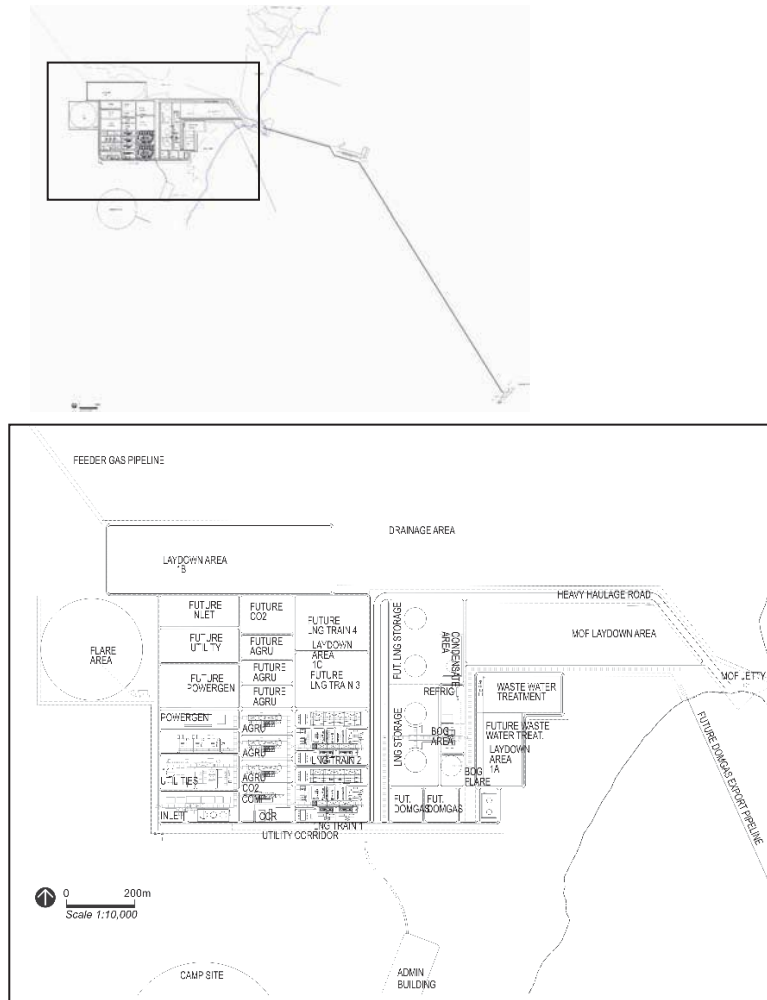 FEEDER GAS PIPELINE
DRAINAGE AREA
LAYDOWN AREA
1B
HEAVY HAULAGE ROAD
FLARE
AREA
FUTURE
INLET
FUTURE
CO2
FUTURE
UTILITY
FUTURE
AGRU
FUTURE
LNG TRAIN 4
LAYDOWN
AREA
1C
FUTURE
LNG TRAIN 3
FUTURE
AGRU
FUTURE
POWERGEN
FUTURE
AGRU
FUT. LNG STORAGE
CONDENSATE
AREA
MOF LAYDOWN AREA
MOF JETTY
REFRIG
WASTE WATER
TREATMENT
POWERGEN
AGRU
AGRU
LNG TRAIN 2
LNG STORAGE
BOG
AREA
FUTURE WASTE
WATER TREAT.
LAYDOWN
AREA
1A
FUTURE DOMGAS EXPORT PIPELINE
UTILITIES
AGRU
CO2
COMP
BOG
FLARE
INLET
CCR
LNG TRAIN 1
FUT.
DOMGAS
FUT.
DOMGAS
UTILITY CORRIDOR
0 200m
Scale 1:10,000
CAMP SITE
ADMIN
BUILDING